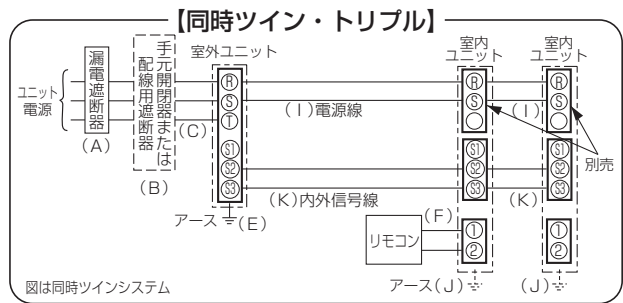 【同時ツイン・トリプル】
ユニット
電源
漏電遮断器
(A)
手元開閉器または
配線用遮断器
(B)
(C)
室外ユニット
R
S
T
S1
S2
S3
アース
(E)
(I)電源線
(K)内外信号線
室内
ユニット
R
S
S1
S2
S3
1
2
(F)
リモコン
アース(J)
室内
ユニット
(I)
R
S
別売
S1
S2
S3
(K)
1
2
(J)
図は同時ツインシステム